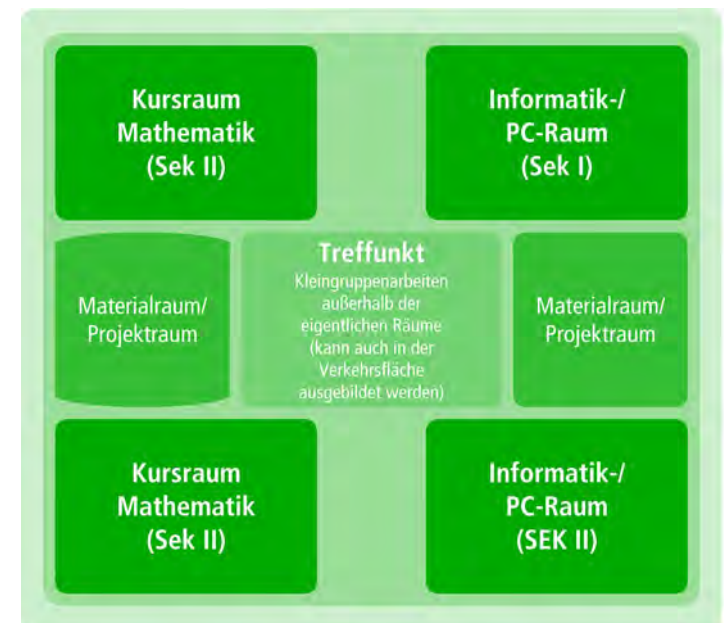 Kursraum
Mathematik
(Sek II)
Informatik-/
PC-Raum
(Sek I)
Materialraum/
Projektraum
Treffunkt
Kleingruppenarbeiten
außerhalb der
eigentlichen Räume
(kann auch in der
Verkehrsfläche
ausgebildet werden)
Materialraum/
Projektraum
Kursraum
Mathematik
(Sek II)
Informatik-/
PC-Raum
(SEK II)